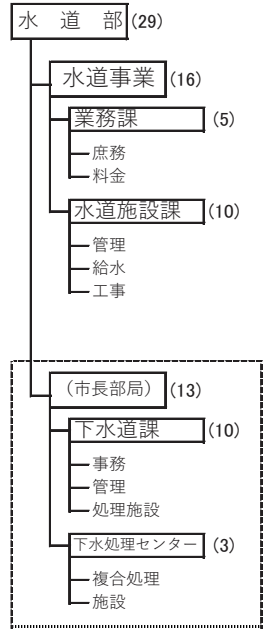 水 道 部 (29)
水道事業 (16)
業務課 (5)
庶務
料金
水道施設課 (10)
管理
給水
工事
(市長部局) (13)
下水道課 (10)
事務
管理
処理施設
下水処理センター (3)
複合処理
施設